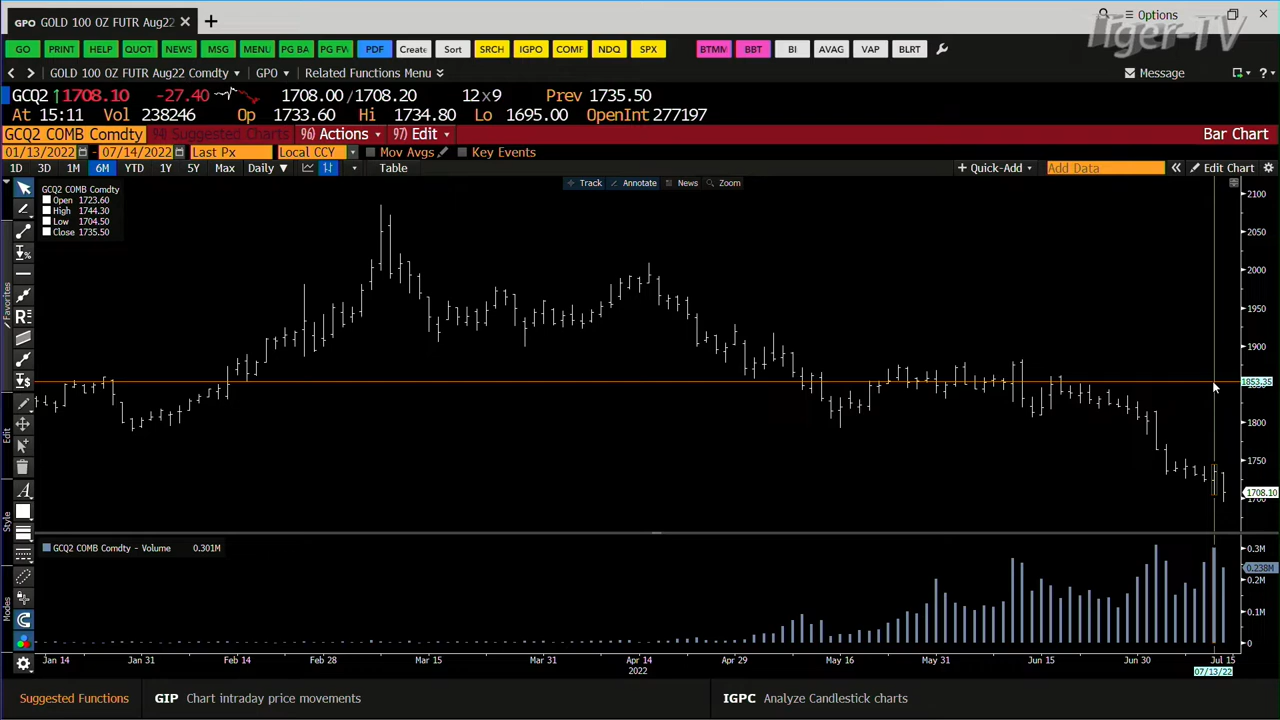 GPO GOLD 100 OZ FUTR Aug22
Options
Tiger-TV
GO PRINT HELP QUOT NEWS MSG MENU PG BA PG FW PDF Create Sort SRCH IGPO COMF NDQ SPX BTMM BBT BI AVAG VAP BLRT
GOLD 100 OZ FUTR Aug22 Comdty GPO Related Functions Menu Message ?
GCQ2 ↑1708.10 -27.40 1708.00/1708.20 12x9 Prev 1735.50
At 15:11 Vol 238246 Op 1733.60 Hi 1734.80 Lo 1695.00 OpenInt 277197
GCQ2 COMB Comdty 94) Suggested Charts 96) Actions 97) Edit Bar Chart
01/13/2022 - 07/14/2022 Last Px Local CCY Mov Avgs Key Events
1D 3D 1M 6M YTD 1Y 5Y Max Daily Table + Quick-Add Add Data « Edit Chart
Track Annotate News Zoom
GCQ2 COMB Comdty
Open 1723.60
High 1744.30
Low 1704.50
Close 1735.50
2100
2050
2000
1950
1900
1853.35
1800
1750
1708.10
1700
Favorites
Edit
Style
Modes
GCQ2 COMB Comdty - Volume 0.301M
0.3M
0.238M
0.2M
0.1M
0
Jan 14 Jan 31 Feb 14 Feb 28 Mar 15 Mar 31 Apr 14 Apr 29 May 16 May 31 Jun 15 Jun 30 Jul 15
2022
07/13/22
Suggested Functions GIP Chart intraday price movements IGPC Analyze Candlestick charts